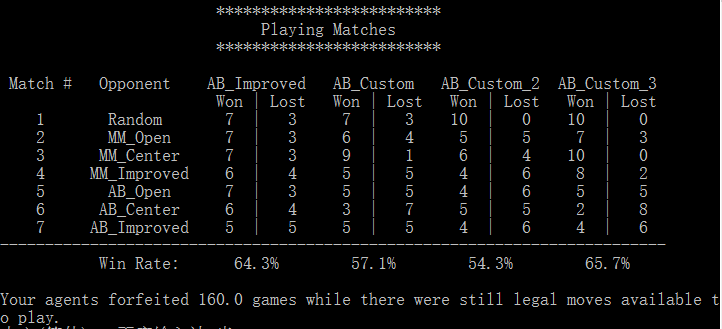 *************************
Playing Matches
*************************
Match # Opponent AB_Improved AB_Custom AB_Custom_2 AB_Custom_3
Won | Lost Won | Lost Won | Lost Won | Lost
1 Random 7 | 3 7 | 3 10 | 0 10 | 0
2 MM_Open 7 | 3 6 | 4 5 | 5 7 | 3
3 MM_Center 7 | 3 9 | 1 6 | 4 10 | 0
4 MM_Improved 6 | 4 5 | 5 4 | 6 8 | 2
5 AB_Open 7 | 3 5 | 5 4 | 6 5 | 5
6 AB_Center 6 | 4 3 | 7 5 | 5 2 | 8
7 AB_Improved 5 | 5 5 | 5 4 | 6 4 | 6
--------------------------------------------------------------------------
Win Rate: 64.3% 57.1% 54.3% 65.7%
Your agents forfeited 160.0 games while there were still legal moves available t
o play.